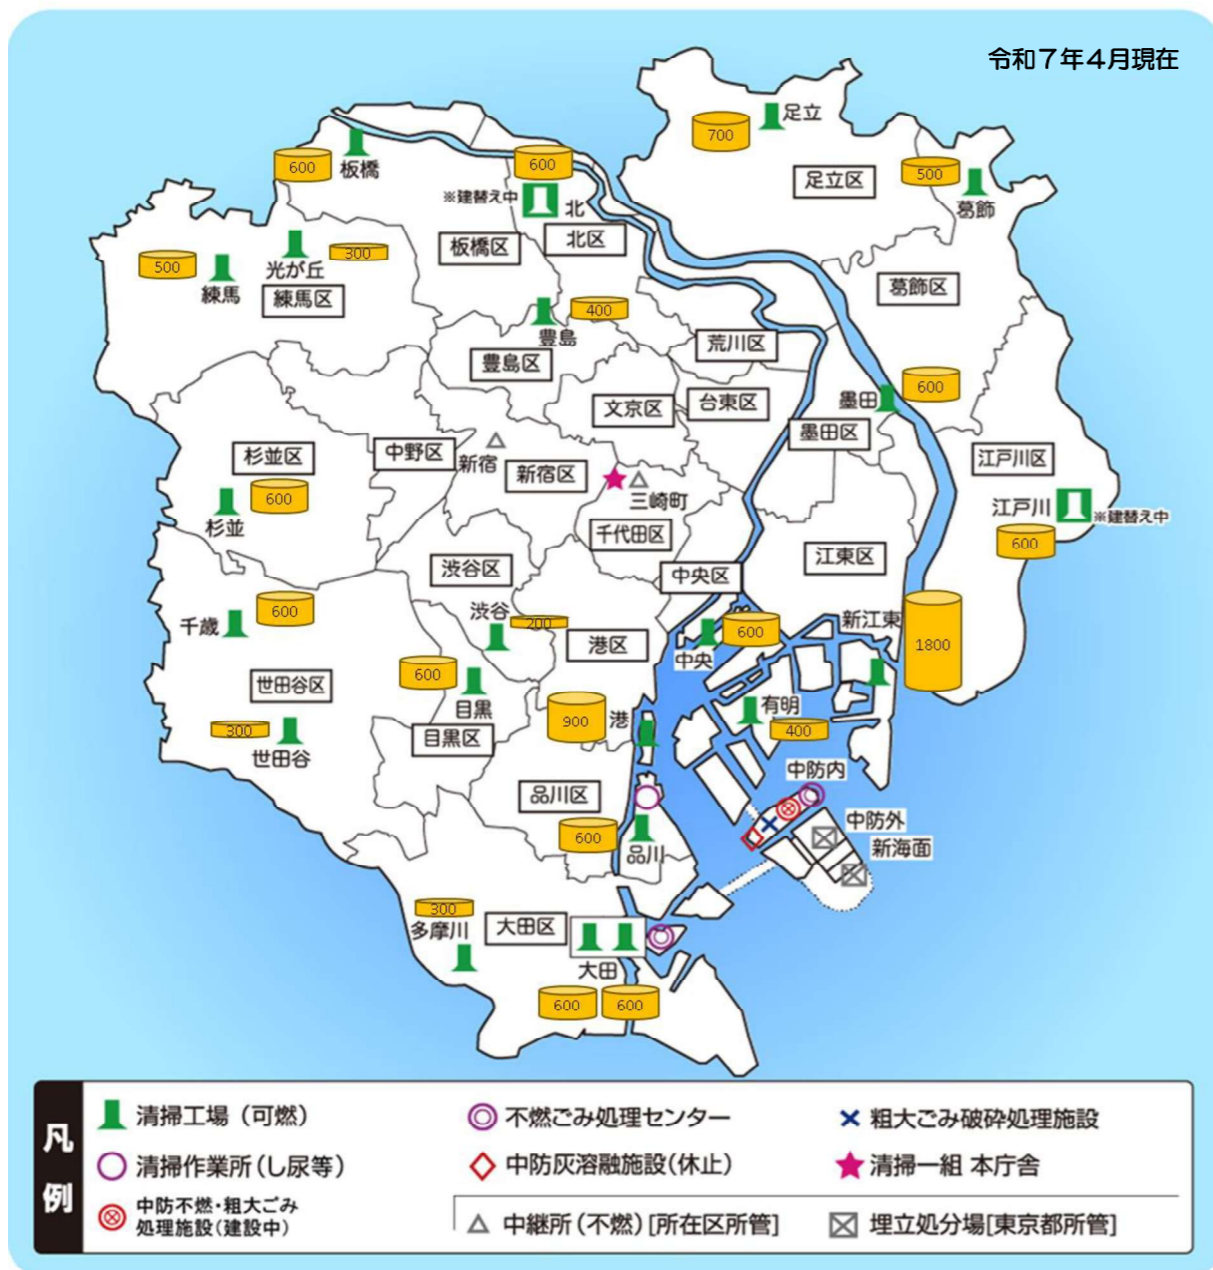 令和7年4月現在
足立
700
足立区
500
葛飾
600
板橋
600
※建替え中
北
北区
板橋区
葛飾区
500
練馬
光が丘
300
練馬区
400
豊島
豊島区
荒川区
文京区
台東区
墨田
600
墨田区
杉並区
600
杉並
中野区
新宿
新宿区
三崎町
千代田区
江戸川区
江戸川
※建替え中
600
渋谷区
中央区
江東区
千歳
600
渋谷
200
港区
中央
600
新江東
1800
世田谷区
300
世田谷
600
目黒
目黒区
900
港
有明
400
品川区
600
品川
中防内
中防外
新海面
300
多摩川
大田区
大田
600
600
凡例
清掃工場（可燃）
不燃ごみ処理センター
粗大ごみ破砕処理施設
清掃作業所（し尿等）
中防灰溶融施設（休止）
清掃一組 本庁舎
中防不燃・粗大ごみ
処理施設（建設中）
中継所（不燃）[所在区所管]
埋立処分場[東京都所管]